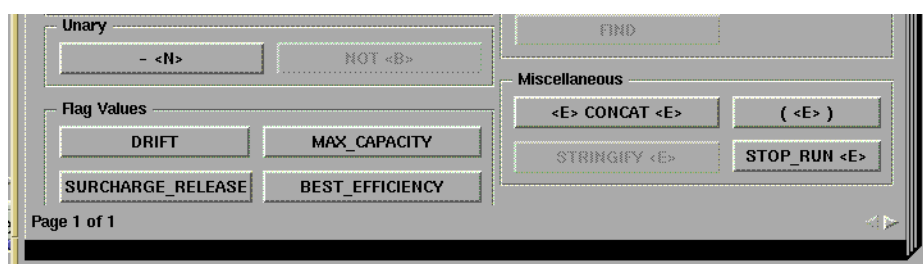 Unary
- <N>
NOT <B>
Flag Values
DRIFT
MAX_CAPACITY
SURCHARGE_RELEASE
BEST_EFFICIENCY
FIND
Miscellaneous
<E> CONCAT <E>
( <E> )
STRINGIFY <E>
STOP_RUN <E>
Page 1 of 1